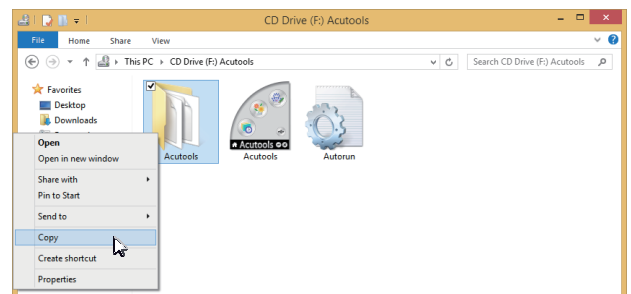 CD Drive (F:) Acutools
File Home Share View
This PC CD Drive (F:) Acutools Search CD Drive (F:) Acutools
Favorites
Desktop
Downloads
Acutools
Acutools Acutools Autorun
Open
Open in new window
Share with
Pin to Start
Send to
Copy
Create shortcut
Properties